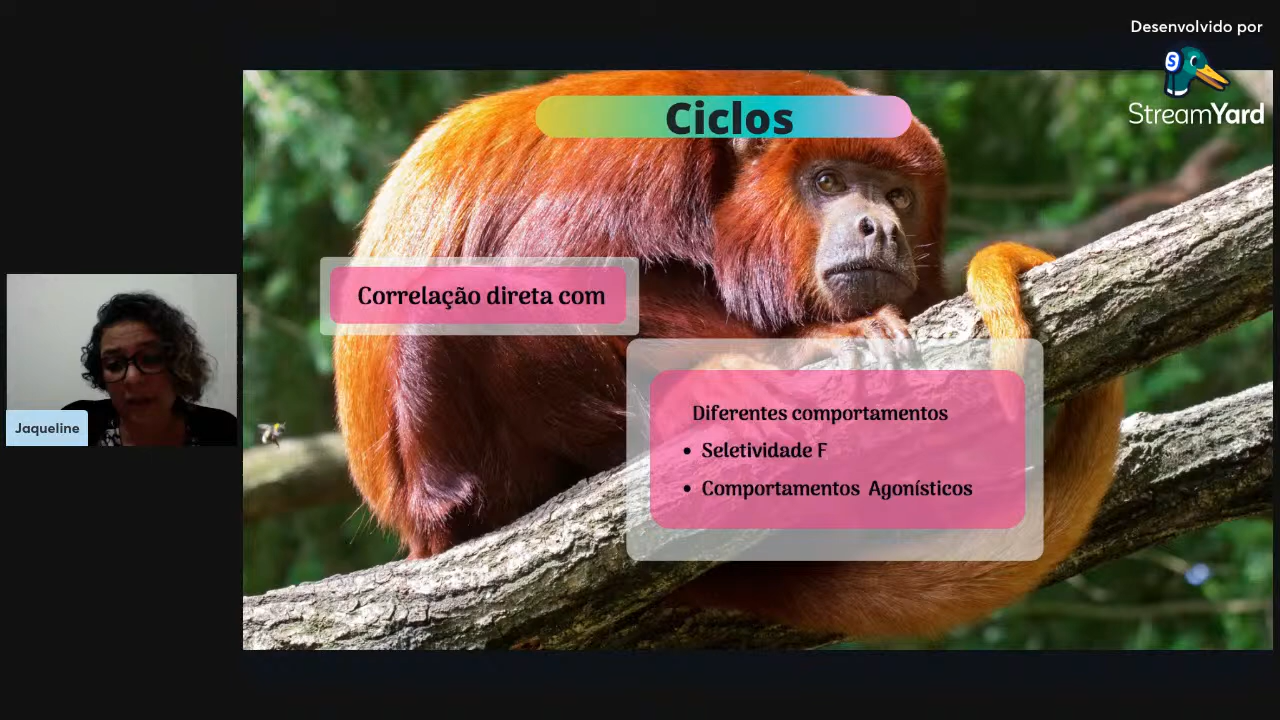 Desenvolvido por
S
StreamYard
Ciclos
Correlação direta com
Diferentes comportamentos
• Seletividade F
• Comportamentos Agonísticos
Jaqueline